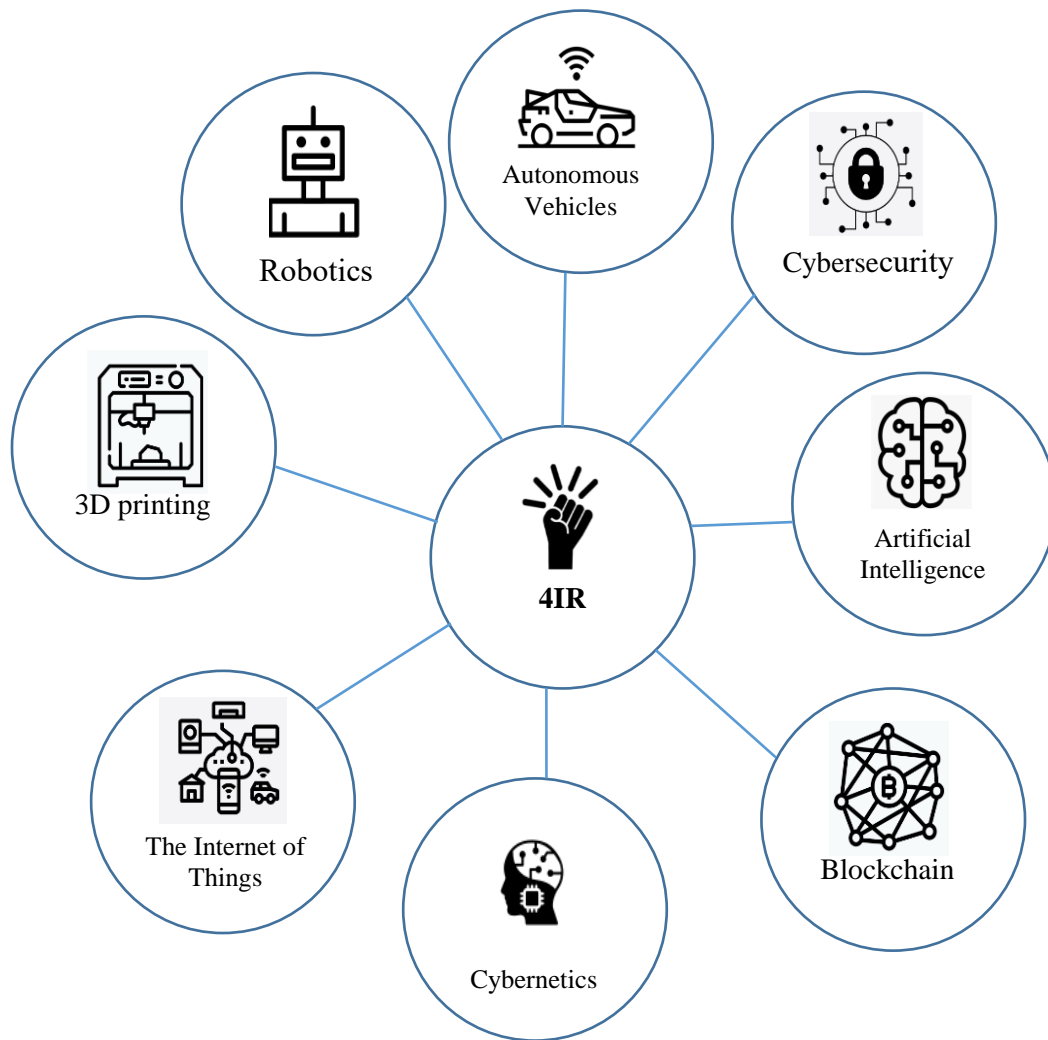 Autonomous
Vehicles
Robotics
Cybersecurity
3D printing
Artificial
Intelligence
4IR
The Internet of
Things
Blockchain
Cybernetics